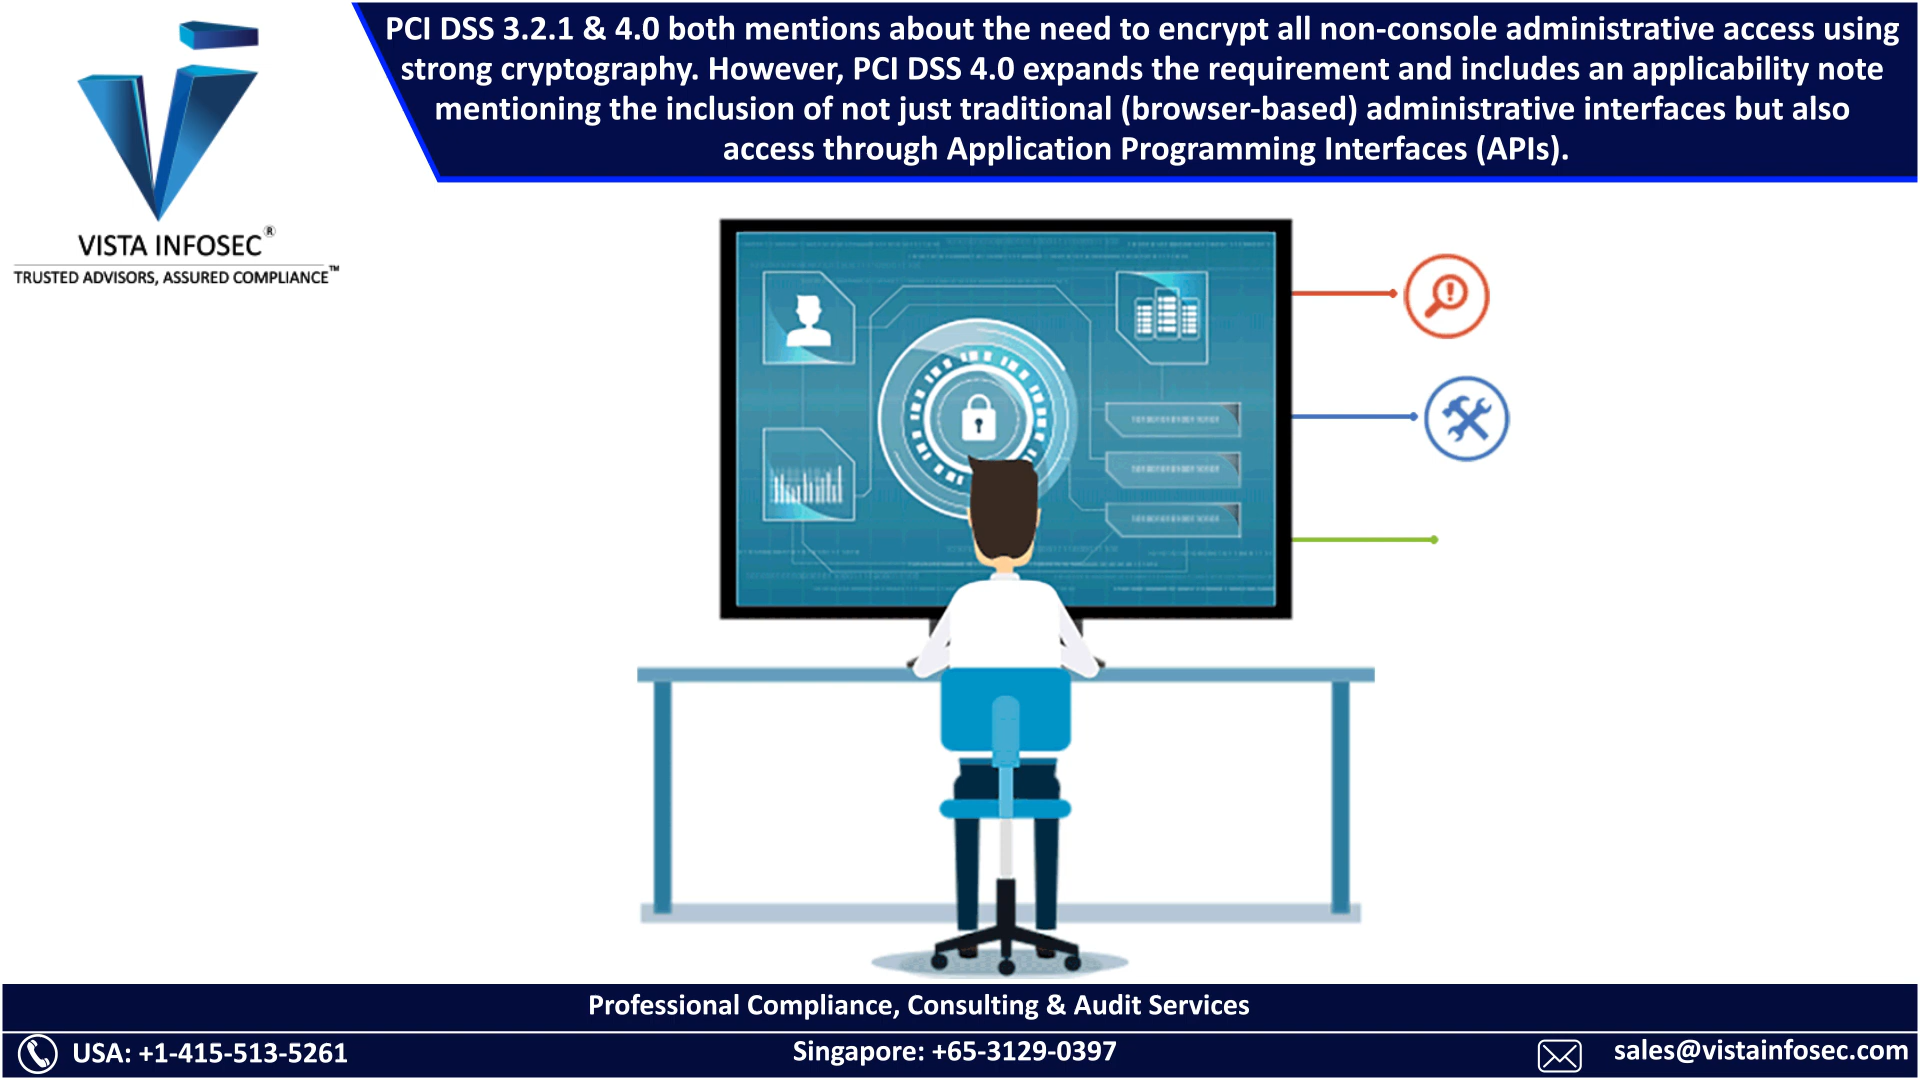 PCI DSS 3.2.1 & 4.0 both mentions about the need to encrypt all non-console administrative access using
strong cryptography. However, PCI DSS 4.0 expands the requirement and includes an applicability note
mentioning the inclusion of not just traditional (browser-based) administrative interfaces but also
access through Application Programming Interfaces (APIs).
VISTA INFOSEC®
TRUSTED ADVISORS, ASSURED COMPLIANCE™
Professional Compliance, Consulting & Audit Services
USA: +1-415-513-5261
Singapore: +65-3129-0397
sales@vistainfosec.com